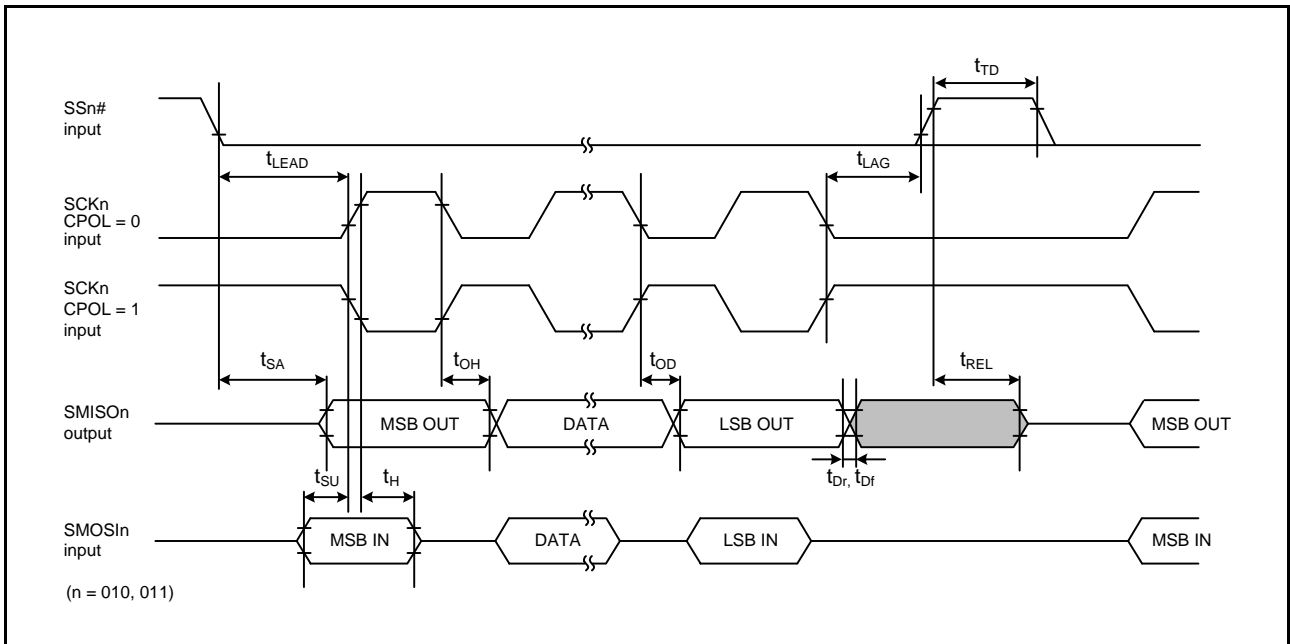 tTD
SSn#
input
tLEAD
tLAG
SCKn
CPOL = 0
input
SCKn
CPOL = 1
input
tSA
tOH
tOD
tREL
SMISOn
output
MSB OUT
DATA
LSB OUT
MSB OUT
tSU
tH
tDr, tDf
SMOSIn
input
MSB IN
DATA
LSB IN
MSB IN
(n = 010, 011)